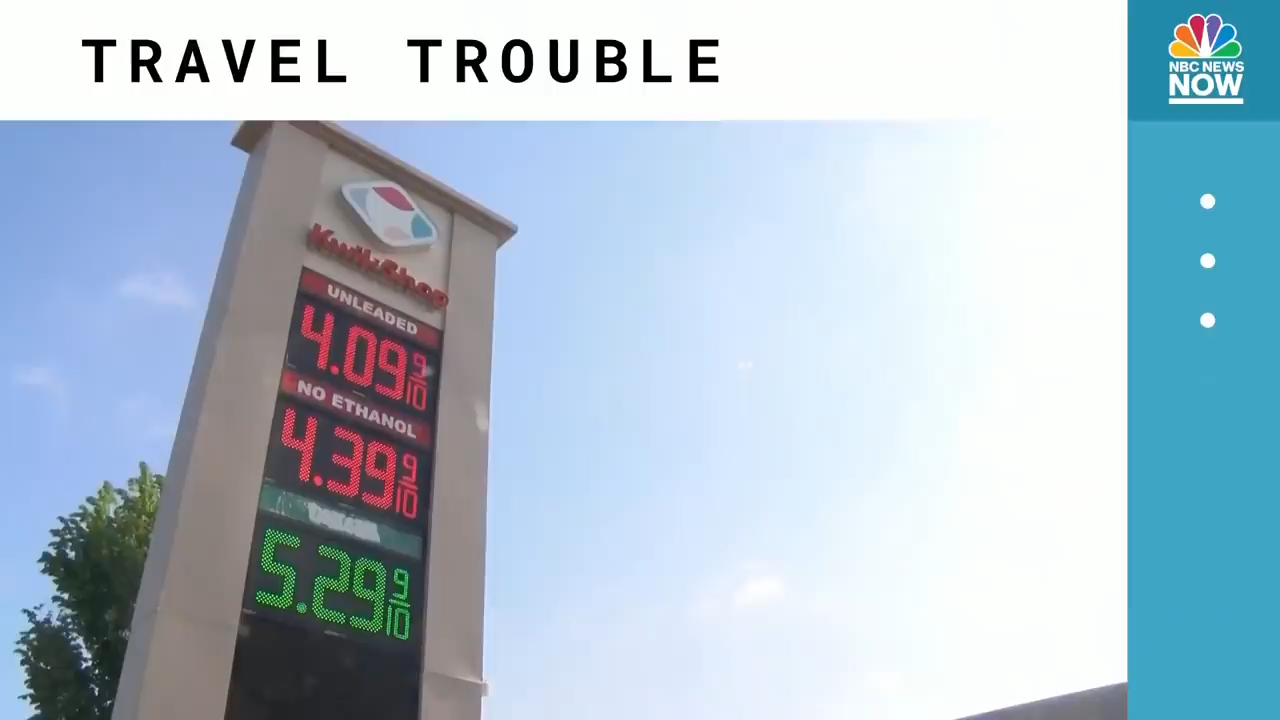 TRAVEL TROUBLE
NBC NEWS
NOW
Kwik Shop
UNLEADED
4.09 9/10
NO ETHANOL
4.39 9/10
5.29 9/10